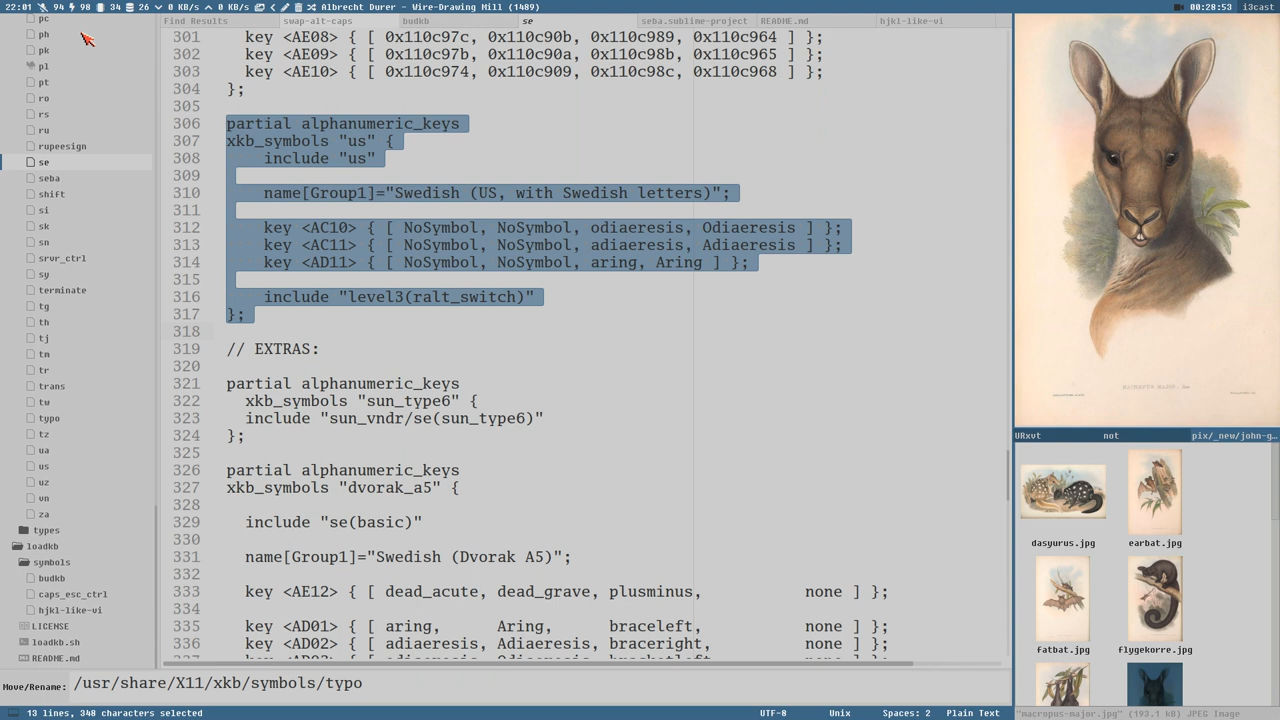 22:01 94 98 34 26 0 KB/s 0 KB/s Albrecht Durer - Wire-Drawing Mill (1489) 00:28:53 i3cast
Find Results swap-alt-caps budkb se seba.sublime-project README.md hjkl-like-vi
pc
ph
pk
pl
pt
ro
rs
ru
rupeesign
se
seba
shift
si
sk
sn
srvr_ctrl
sy
terminate
tg
th
tj
tm
tr
trans
tw
typo
tz
ua
us
uz
vn
za
types
loadkb
symbols
budkb
caps_esc_ctrl
hjkl-like-vi
LICENSE
loadkb.sh
README.md
301 key <AE08> { [ 0x110c97c, 0x110c90b, 0x110c989, 0x110c964 ] };
302 key <AE09> { [ 0x110c97b, 0x110c90a, 0x110c98b, 0x110c965 ] };
303 key <AE10> { [ 0x110c974, 0x110c909, 0x110c98c, 0x110c968 ] };
304 };
305
306 partial alphanumeric_keys
307 xkb_symbols "us" {
308 include "us"
309
310 name[Group1]="Swedish (US, with Swedish letters)";
311
312 key <AC10> { [ NoSymbol, NoSymbol, odiaeresis, Odiaeresis ] };
313 key <AC11> { [ NoSymbol, NoSymbol, adiaeresis, Adiaeresis ] };
314 key <AD11> { [ NoSymbol, NoSymbol, aring, Aring ] };
315
316 include "level3(ralt_switch)"
317 };
318
319 // EXTRAS:
320
321 partial alphanumeric_keys
322 xkb_symbols "sun_type6" {
323 include "sun_vndr/se(sun_type6)"
324 };
325
326 partial alphanumeric_keys
327 xkb_symbols "dvorak_a5" {
328
329 include "se(basic)"
330
331 name[Group1]="Swedish (Dvorak A5)";
332
333 key <AE12> { [ dead_acute, dead_grave, plusminus, none ] };
334
335 key <AD01> { [ aring, Aring, braceleft, none ] };
336 key <AD02> { [ adiaeresis, Adiaeresis, braceright, none ] };
Move/Rename: /usr/share/X11/xkb/symbols/typo
13 lines, 348 characters selected UTF-8 Unix Spaces: 2 Plain Text
URxvt not pix/_new/john-g…
dasyurus.jpg earbat.jpg
fatbat.jpg flygekorre.jpg
"macropus-major.jpg" (193.1 kB) JPEG Image